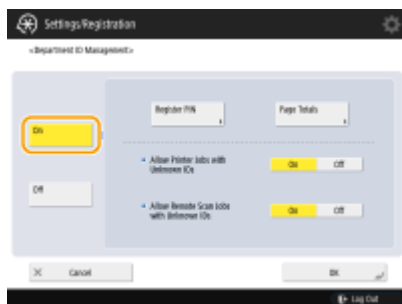 Settings/Registration
<Department ID Management>
On
Register PIN
Page Totals
Allow Printer Jobs with
Unknown IDs
On
Off
Off
Allow Remote Scan Jobs
with Unknown IDs
On
Off
Cancel
OK
Log Out